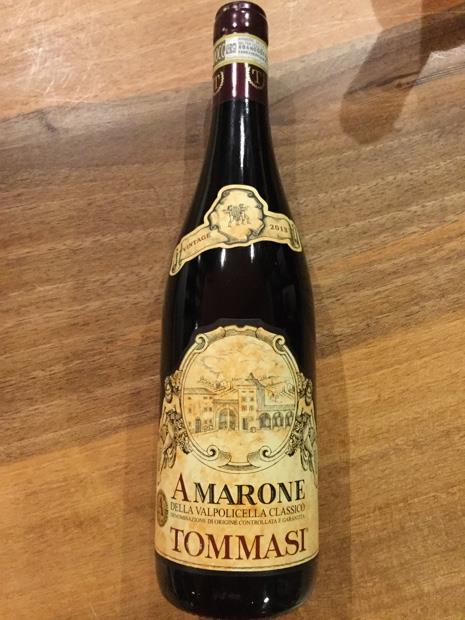 T
VINTAGE 2013
AMARONE
DELLA VALPOLICELLA CLASSICO
DENOMINAZIONE DI ORIGINE CONTROLLATA E GARANTITA
TOMMASI